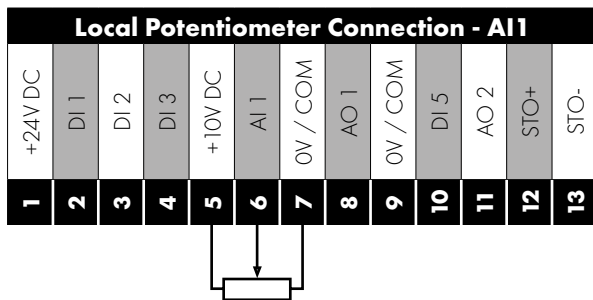 Local Potentiometer Connection - AI1
+24V DC
DI 1
DI 2
DI 3
+10V DC
AI 1
0V / COM
AO 1
0V / COM
DI 5
AO 2
STO+
STO-
1
2
3
4
5
6
7
8
9
10
11
12
13